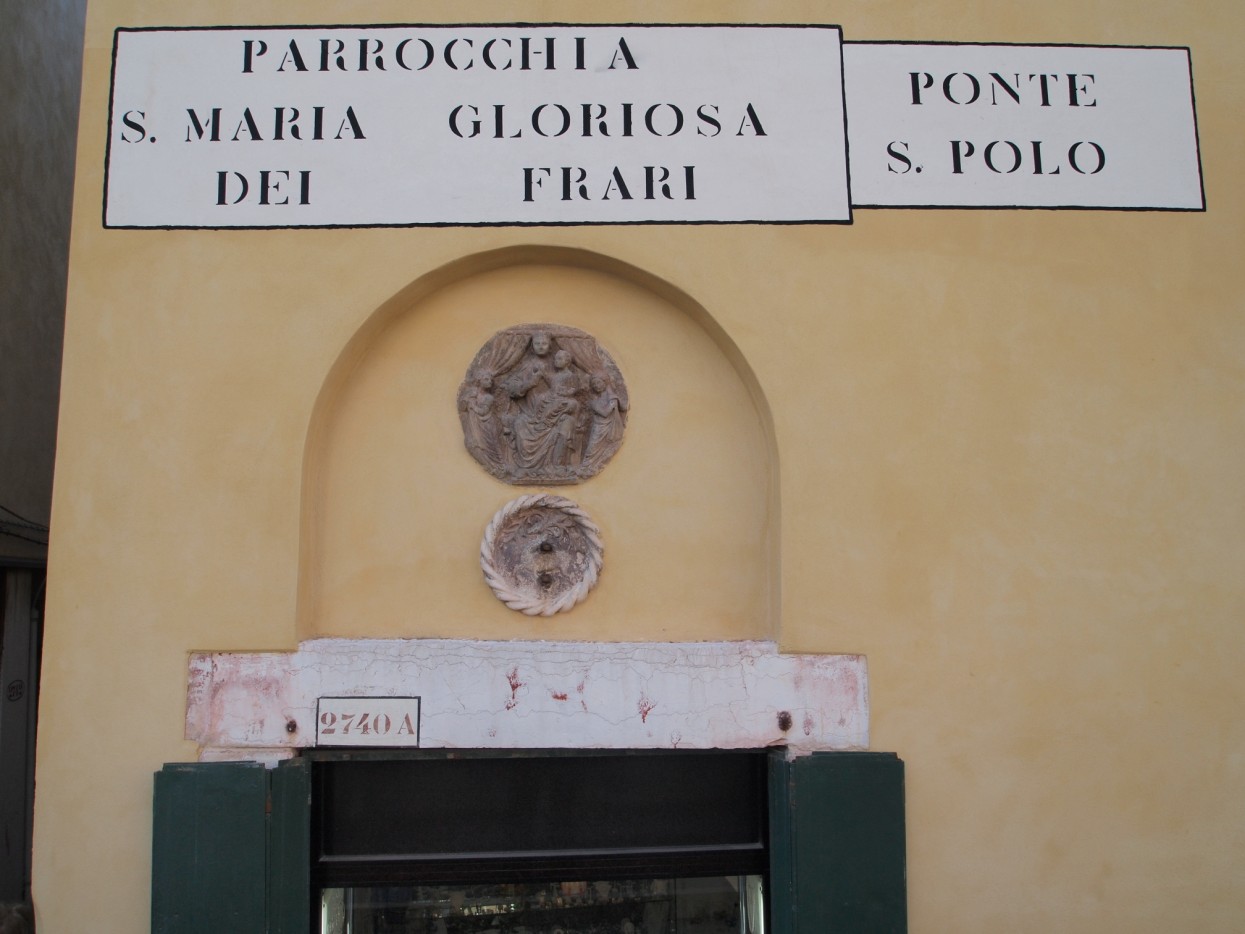 PARROCCHIA
S. MARIA GLORIOSA
DEI FRARI
PONTE
S. POLO
2740 A